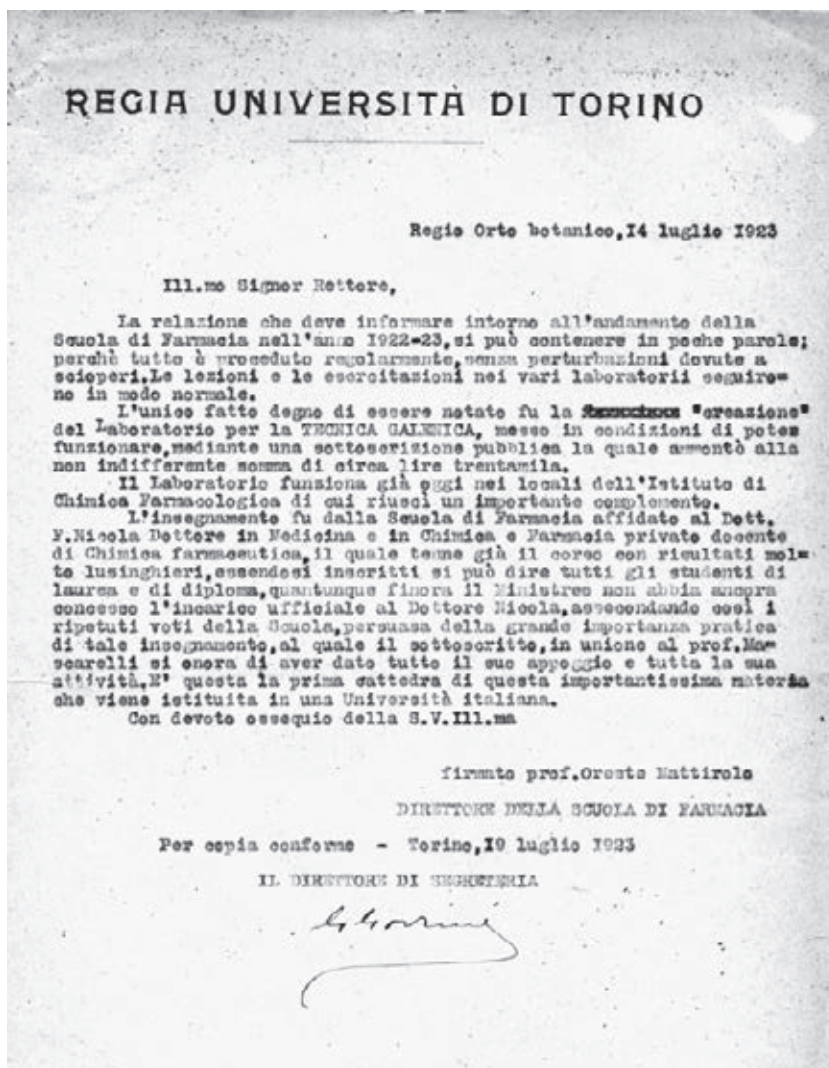 REGIA UNIVERSITÀ DI TORINO
Regio Orto botanico,I4 luglio I923
Ill.mo Signor Rettore,
La relazione che deve informare intorno all'andamento della
Scuola di Farmacia nell'anno I922-23,si può contenere in poche parole;
perchè tutto è proceduto regolarmente,senza perturbazioni dovute a
scioperi.Le lezioni e le esercitazioni nei vari laboratorii seguiro=
no in modo normale.
L'unico fatto degno di essere notato fu la "creazione"
del Laboratorio per la TECNICA GALENICA, messo in condizioni di poter
funzionare,mediante una sottoscrizione pubblica la quale ammontò alla
non indifferente somma di circa lire trentamila.
Il Laboratorio funziona già oggi nei locali dell'Istituto di
Chimica Farmacologica di cui riuscì un importante complemento.
L'insegnamento fu dalla Scuola di Farmacia affidato al Dott.
F.Nicola Dottore in Medicina e in Chimica e Farmacia privato docente
di Chimica farmaceutica,il quale tenne già il corso con risultati mol=
to lusinghieri,essendosi inscritti si può dire tutti gli studenti di
laurea e di diploma,quantunque finora il Ministreo non abbia ancora
concesso l'incarico ufficiale al Dottore Nicola,assecondando così i
ripetuti voti della Scuola,persuasa della grande importanza pratica
di tale insegnamento,al quale il sottoscritto,in unione al prof.Ma-
scarelli si onora di aver dato tutto il suo appoggio e tutta la sua
attività.E' questa la prima cattedra di questa importantissima materia
che viene istituita in una Università italiana.
Con devoto ossequio della S.V.Ill.ma
firmato prof.Oreste Mattirolo
DIRETTORE DELLA SCUOLA DI FARMACIA
Per copia conforme - Torino,I9 luglio I923
IL DIRETTORE DI SEGRETERIA